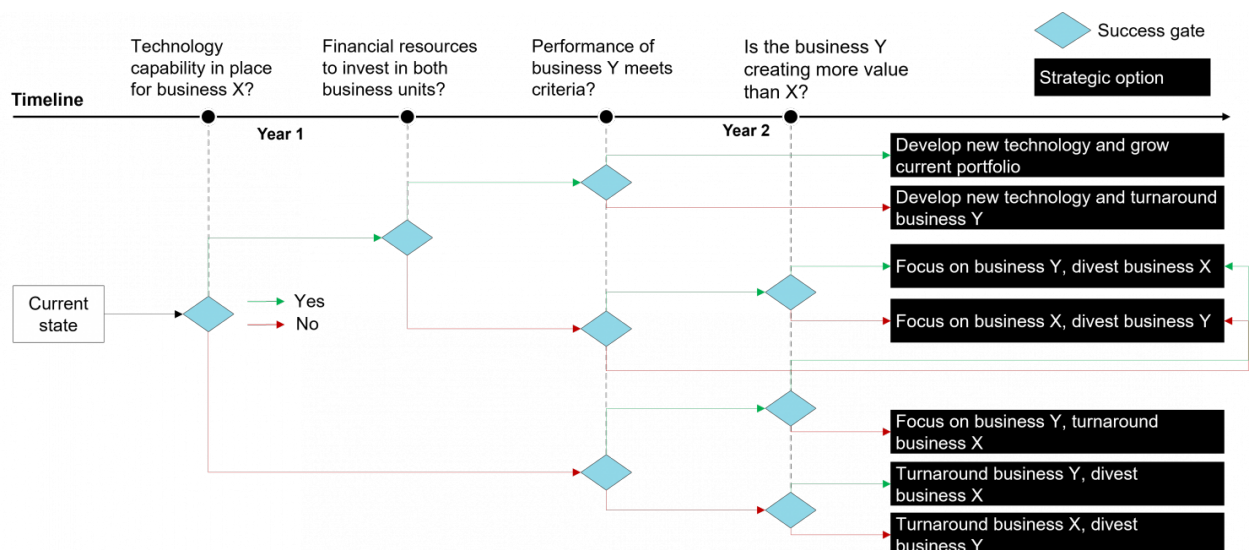 Technology
capability in place
for business X?
Financial resources
to invest in both
business units?
Performance of
business Y meets
criteria?
Is the business Y
creating more value
than X?
Success gate
Strategic option
Timeline
Year 1
Year 2
Develop new technology and grow
current portfolio
Develop new technology and turnaround
business Y
Focus on business Y, divest business X
Current
state
Yes
No
Focus on business X, divest business Y
Focus on business Y, turnaround
business X
Turnaround business Y, divest
business X
Turnaround business X, divest
business Y